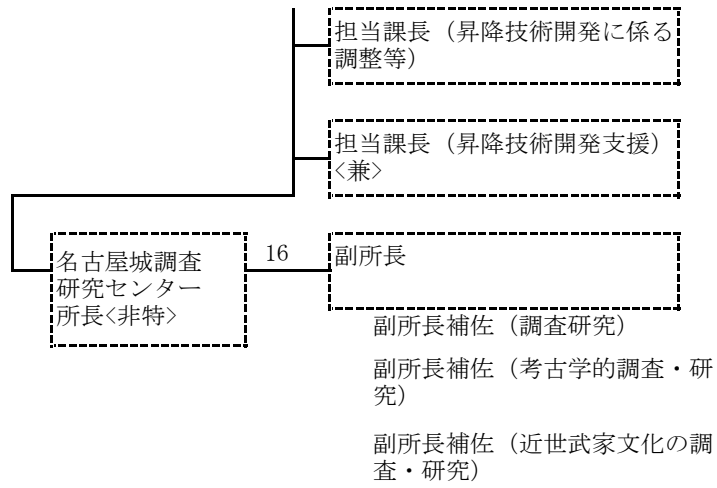 担当課長（昇降技術開発に係る
調整等）
担当課長（昇降技術開発支援）
<兼>
名古屋城調査
研究センター
所長<非特>
16
副所長
副所長補佐（調査研究）
副所長補佐（考古学的調査・研
究）
副所長補佐（近世武家文化の調
査・研究）